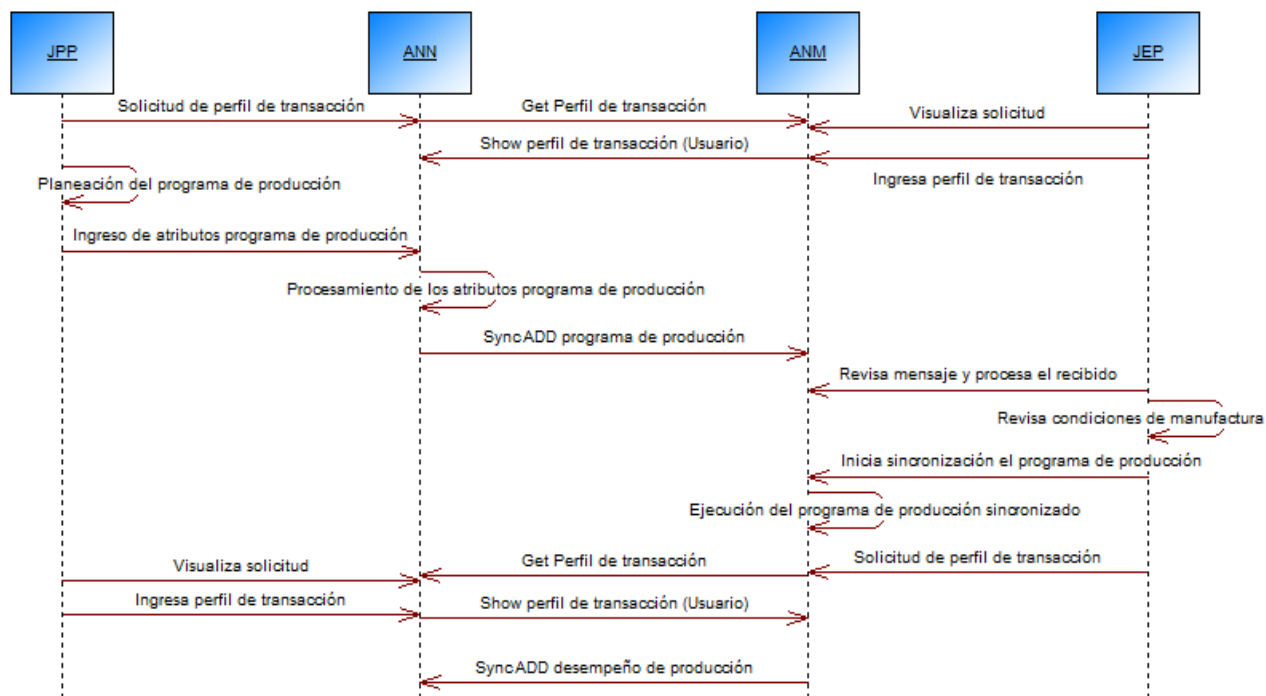 JPP
ANN
ANM
JEP
Solicitud de perfil de transacción
Get Perfil de transacción
Visualiza solicitud
Show perfil de transacción (Usuario)
Ingresa perfil de transacción
Planeación del programa de producción
Ingreso de atributos programa de producción
Procesamiento de los atributos programa de producción
SyncADD programa de producción
Revisa mensaje y procesa el recibido
Revisa condiciones de manufactura
Inicia sincronización el programa de producción
Ejecución del programa de producción sincronizado
Visualiza solicitud
Get Perfil de transacción
Solicitud de perfil de transacción
Ingresa perfil de transacción
Show perfil de transacción (Usuario)
SyncADD desempeño de producción